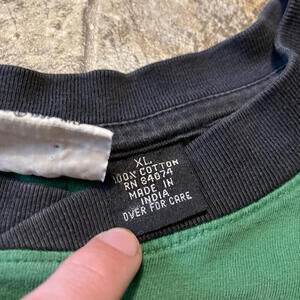 XL.
100% COTTON
RN 84674
MADE IN
INDIA
OVER FOR CARE